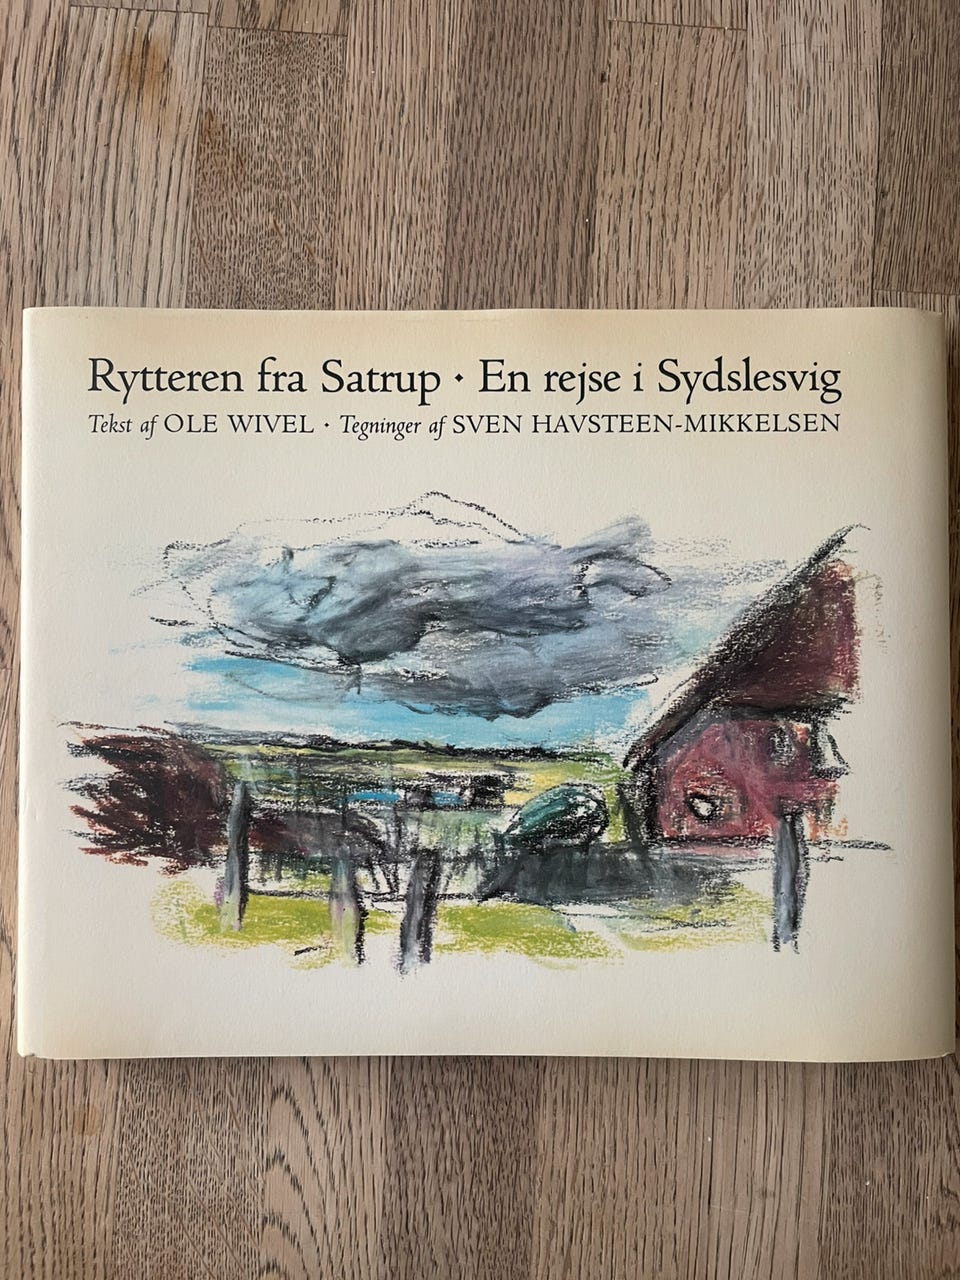 Rytteren fra Satrup · En rejse i Sydslesvig
Tekst af OLE WIVEL · Tegninger af SVEN HAVSTEEN-MIKKELSEN